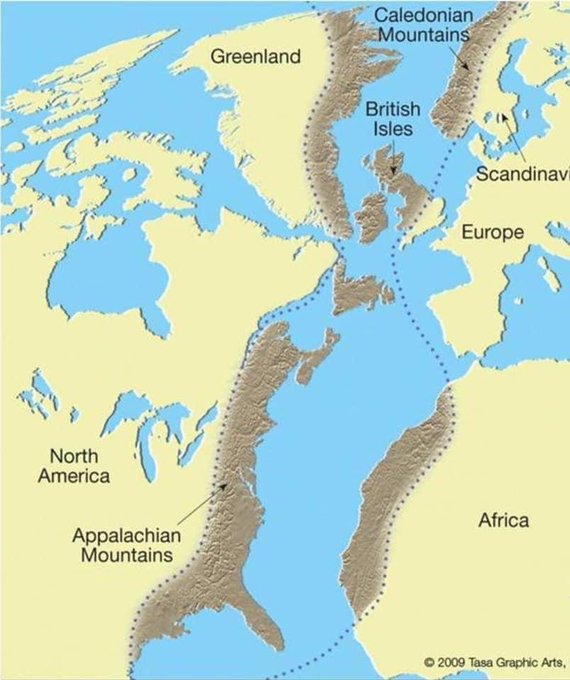 Caledonian
Mountains
Greenland
British
Isles
Scandinavi
Europe
North
America
Appalachian
Mountains
Africa
© 2009 Tasa Graphic Arts,